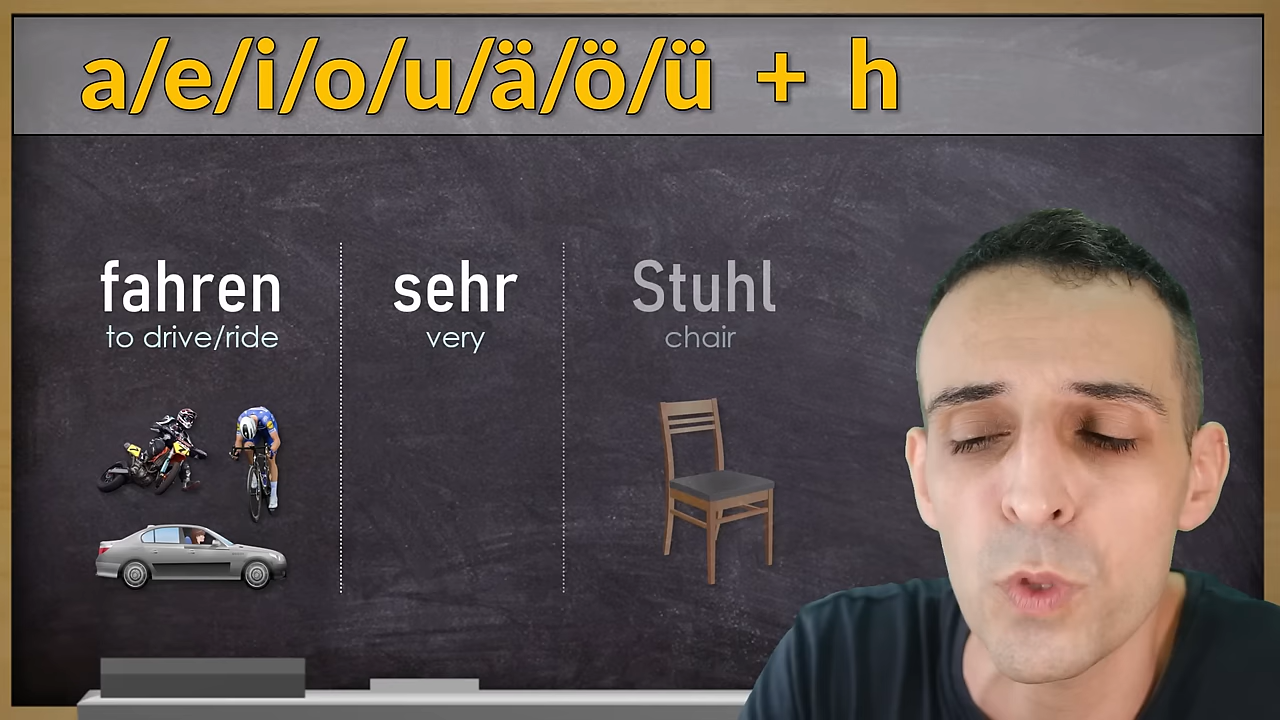 a/e/i/o/u/ä/ö/ü + h
fahren
to drive/ride
sehr
very
Stuhl
chair